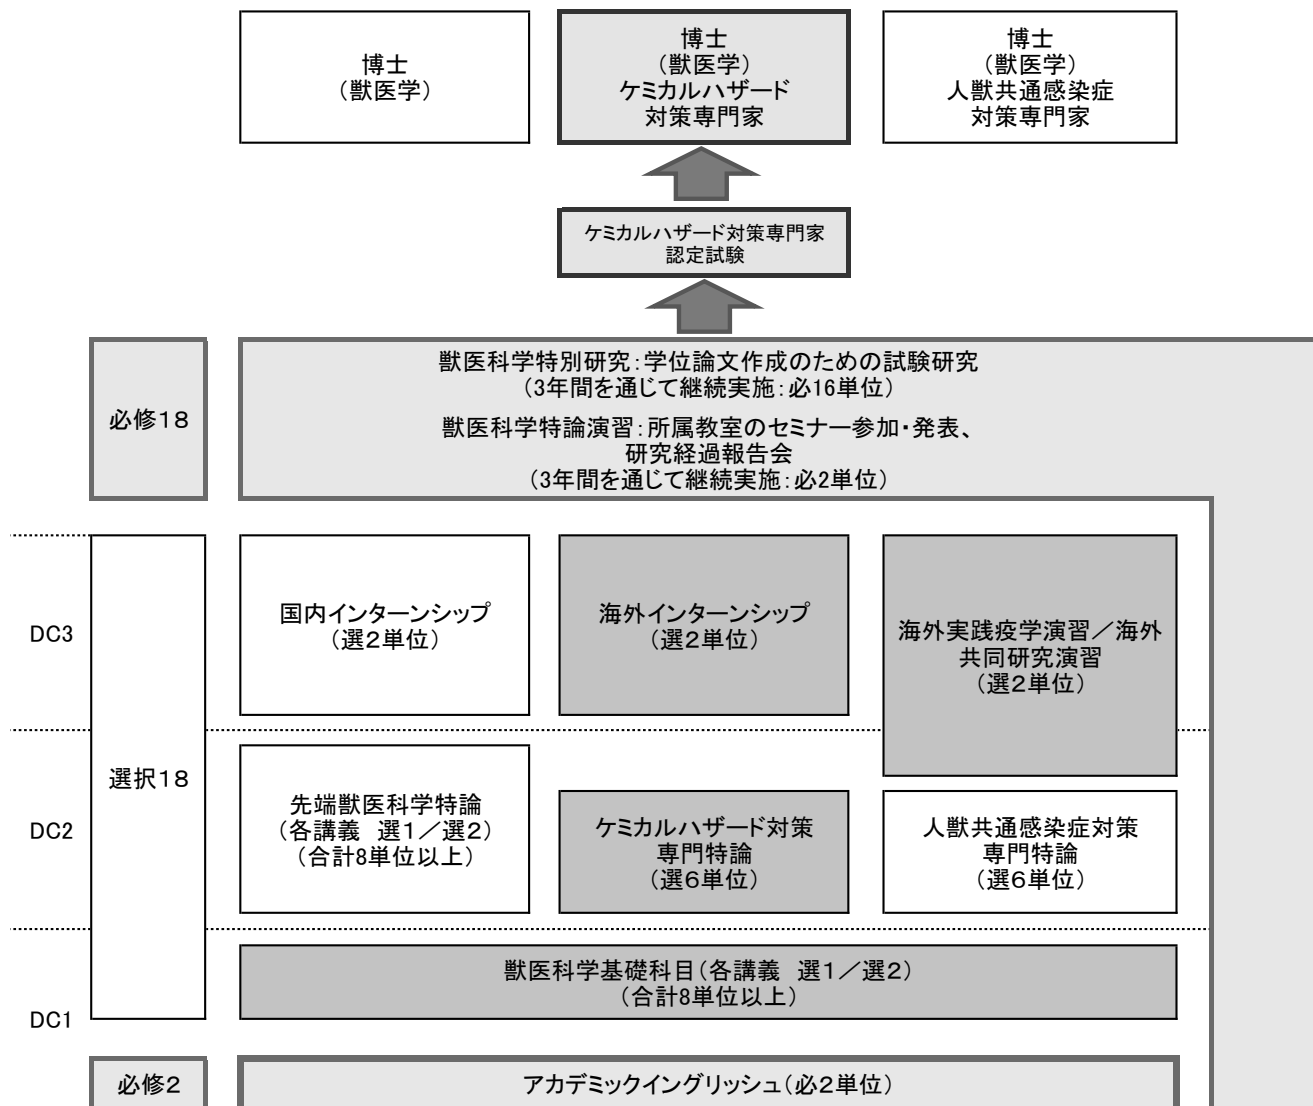 博士
（獣医学）
博士
（獣医学）
ケミカルハザード
対策専門家
博士
（獣医学）
人獣共通感染症
対策専門家
ケミカルハザード対策専門家
認定試験
必修18
獣医科学特別研究：学位論文作成のための試験研究
（3年間を通じて継続実施：必16単位）
獣医科学特論演習：所属教室のセミナー参加・発表、
研究経過報告会
（3年間を通じて継続実施：必2単位）
DC3
選択18
国内インターンシップ
（選2単位）
海外インターンシップ
（選2単位）
海外実践疫学演習／海外
共同研究演習
（選2単位）
DC2
先端獣医科学特論
（各講義　選1／選2）
（合計8単位以上）
ケミカルハザード対策
専門特論
（選6単位）
人獣共通感染症対策
専門特論
（選6単位）
DC1
獣医科学基礎科目（各講義　選1／選2）
（合計8単位以上）
必修2
アカデミックイングリッシュ（必2単位）